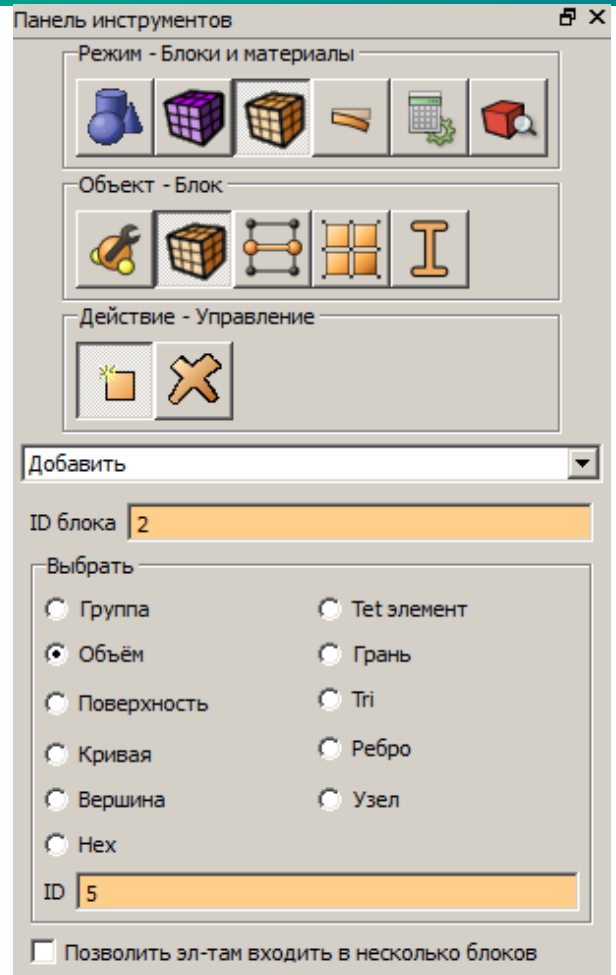 Панель инструментов
Режим - Блоки и материалы
Объект - Блок
Действие - Управление
Добавить
ID блока 2
Выбрать
Группа Tet элемент
Объём Грань
Поверхность Tri
Кривая Ребро
Вершина Узел
Hex
ID 5
Позволить эл-там входить в несколько блоков